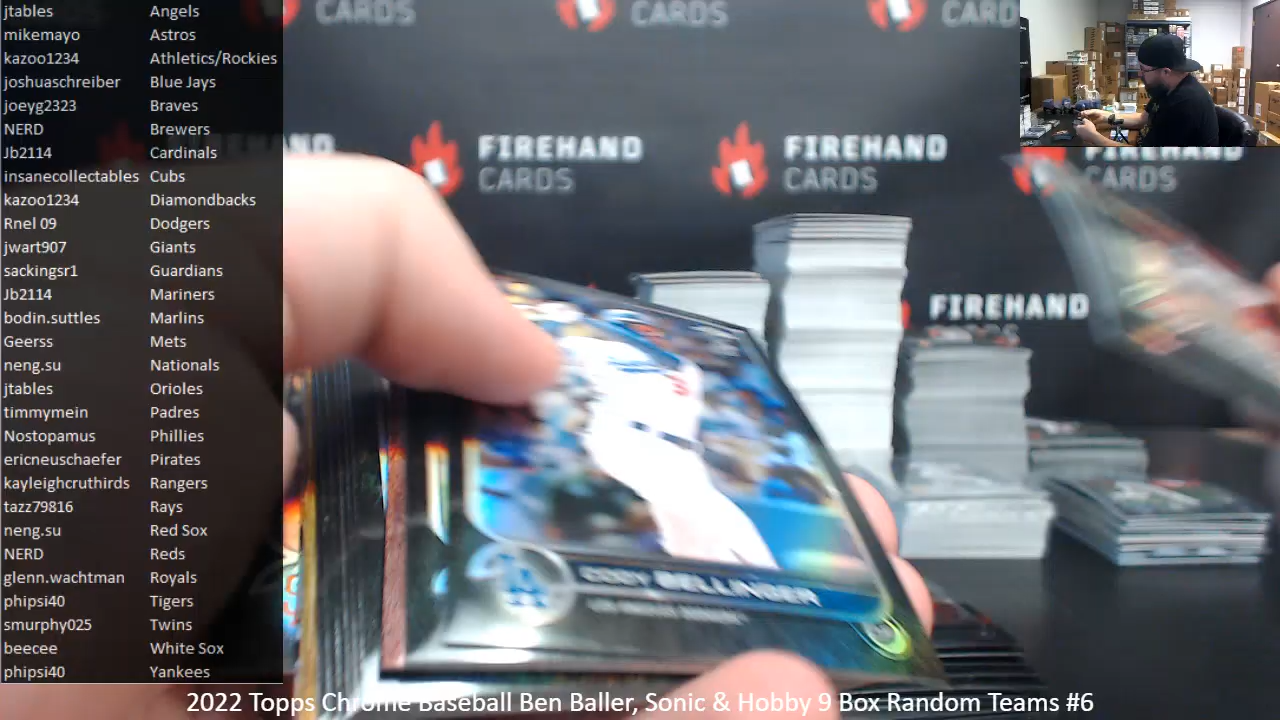 jtables Angels
mikemayo Astros
kazoo1234 Athletics/Rockies
joshuaschreiber Blue Jays
joeyg2323 Braves
NERD Brewers
Jb2114 Cardinals
insanecollectables Cubs
kazoo1234 Diamondbacks
Rnel 09 Dodgers
jwart907 Giants
sackingsr1 Guardians
Jb2114 Mariners
bodin.suttles Marlins
Geerss Mets
neng.su Nationals
jtables Orioles
timmymein Padres
Nostopamus Phillies
ericneuschaefer Pirates
kayleighcruthirds Rangers
tazz79816 Rays
neng.su Red Sox
NERD Reds
glenn.wachtman Royals
phipsi40 Tigers
smurphy025 Twins
beecee White Sox
phipsi40 Yankees
CARDS
CARDS
CARD
FIREHAND
CARDS
FIREHAND
CARDS
CARDS
FIREHAND
CODY BELLINGER
2022 Topps Chrome Baseball Ben Baller, Sonic & Hobby 9 Box Random Teams #6